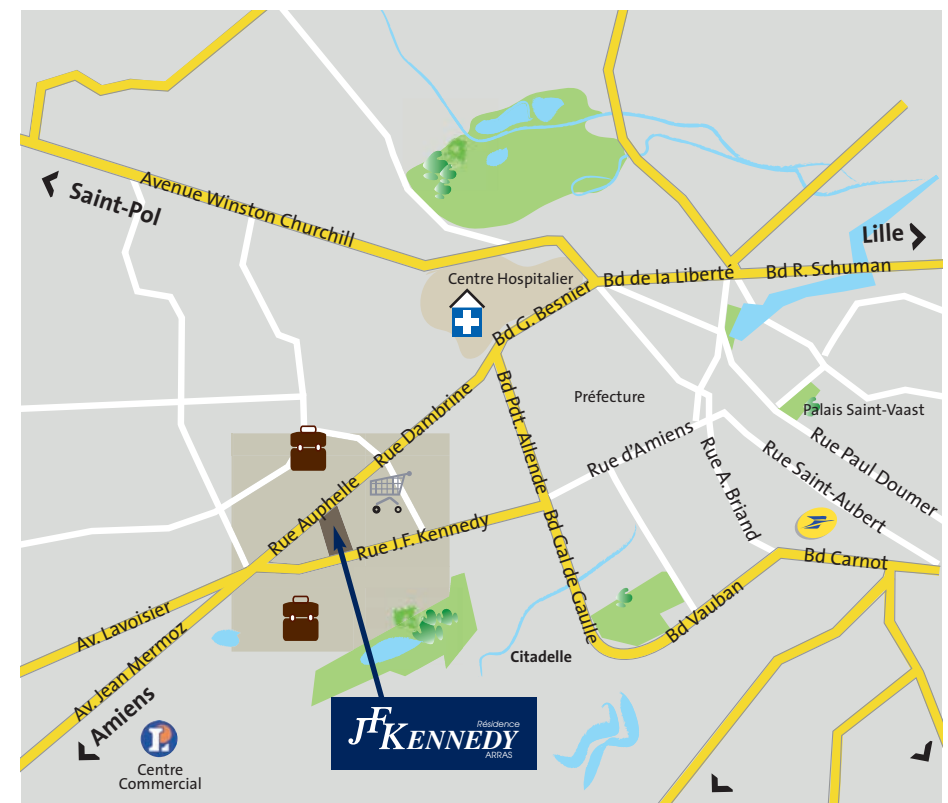 Avenue Winston Churchill
Saint-Pol
Lille
Centre Hospitalier
Bd de la Liberté
Bd R. Schuman
Bd G. Besnier
Rue Dambrine
Bd Pdt. Allende
Préfecture
Palais Saint-Vaast
Rue d'Amiens
Rue A. Briand
Rue Saint-Aubert
Rue Paul Doumer
Rue Auphelle
Rue J.F. Kennedy
Bd Gal de Gaulle
Bd Carnot
Bd Vauban
Av. Lavoisier
Av. Jean Mermoz
Amiens
Citadelle
Résidence
JFKENNEDY
ARRAS
Centre
Commercial